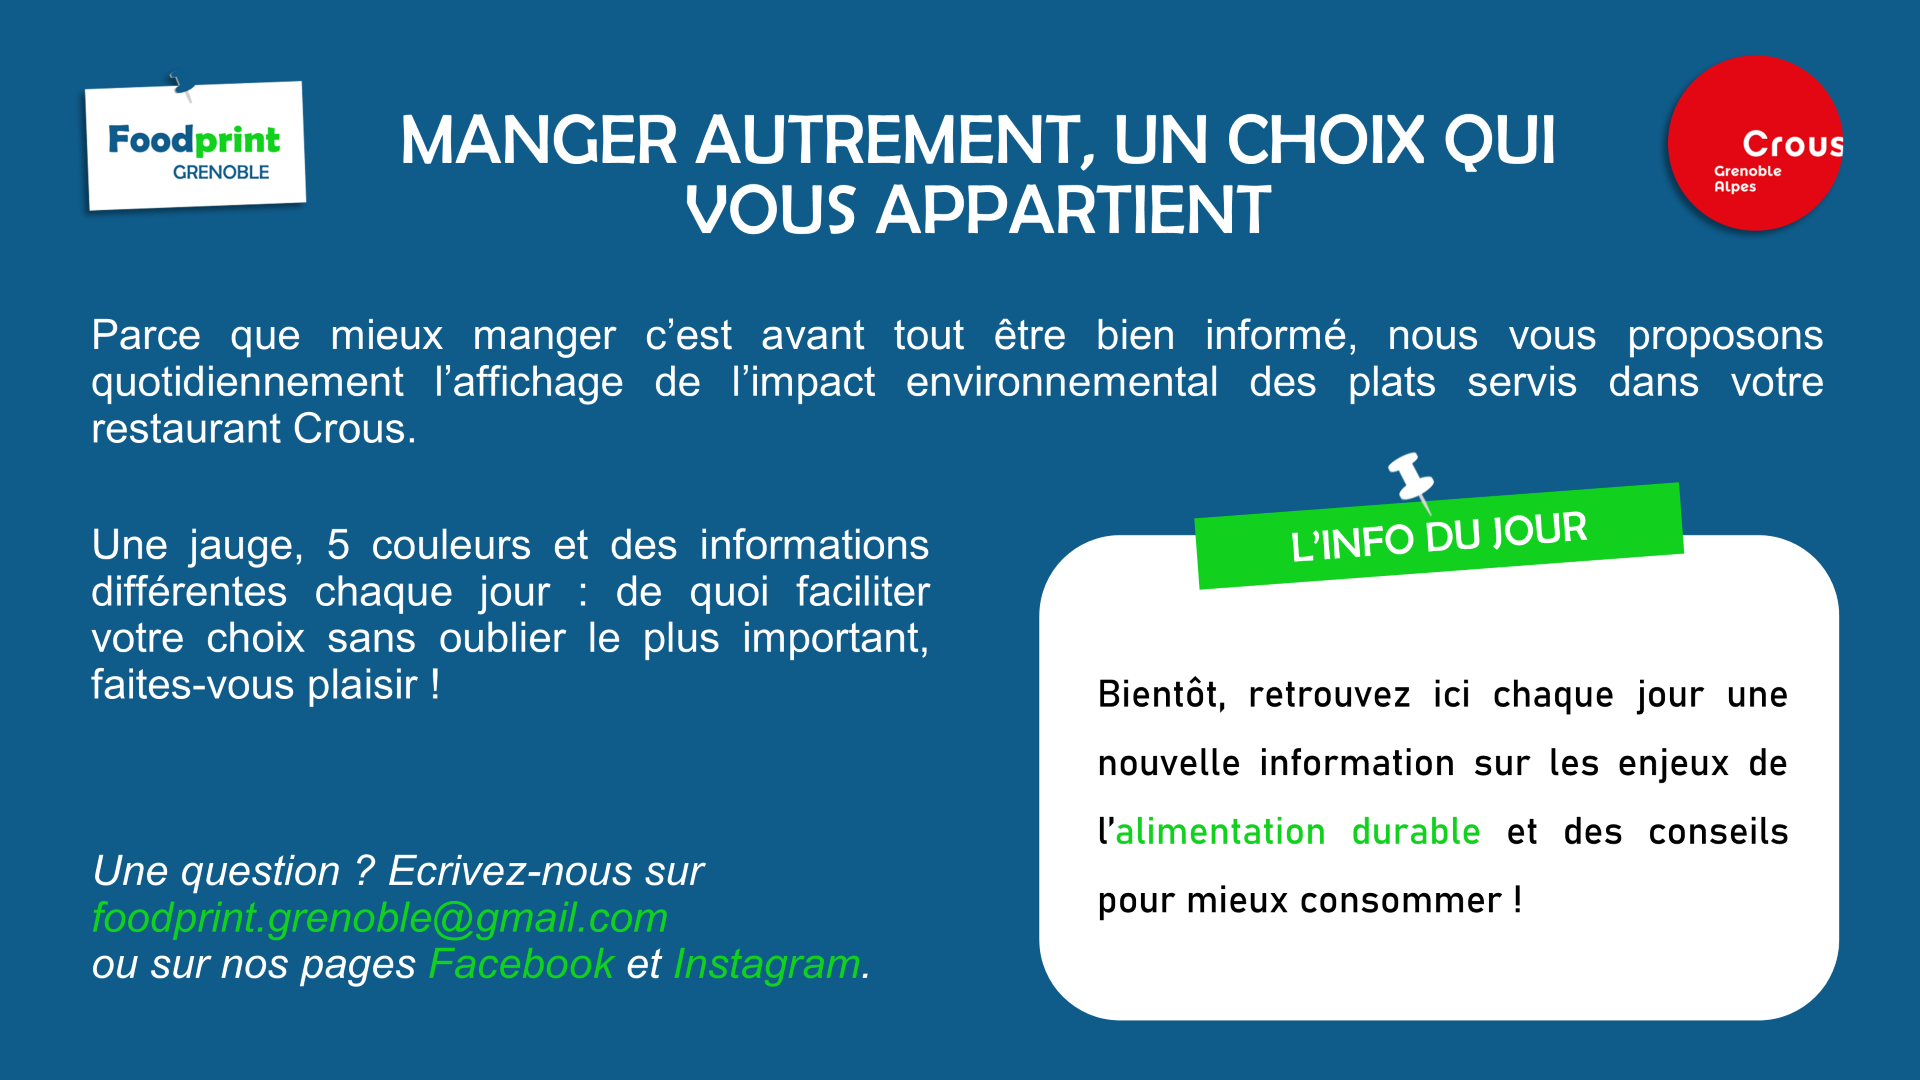 Foodprint
GRENOBLE
MANGER AUTREMENT, UN CHOIX QUI
VOUS APPARTIENT
Crous
Grenoble
Alpes
Parce que mieux manger c’est avant tout être bien informé, nous vous proposons
quotidiennement l’affichage de l’impact environnemental des plats servis dans votre
restaurant Crous.
Une jauge, 5 couleurs et des informations
différentes chaque jour : de quoi faciliter
votre choix sans oublier le plus important,
faites-vous plaisir !
Une question ? Ecrivez-nous sur
foodprint.grenoble@gmail.com
ou sur nos pages Facebook et Instagram.
L’INFO DU JOUR
Bientôt, retrouvez ici chaque jour une
nouvelle information sur les enjeux de
l’alimentation durable et des conseils
pour mieux consommer !